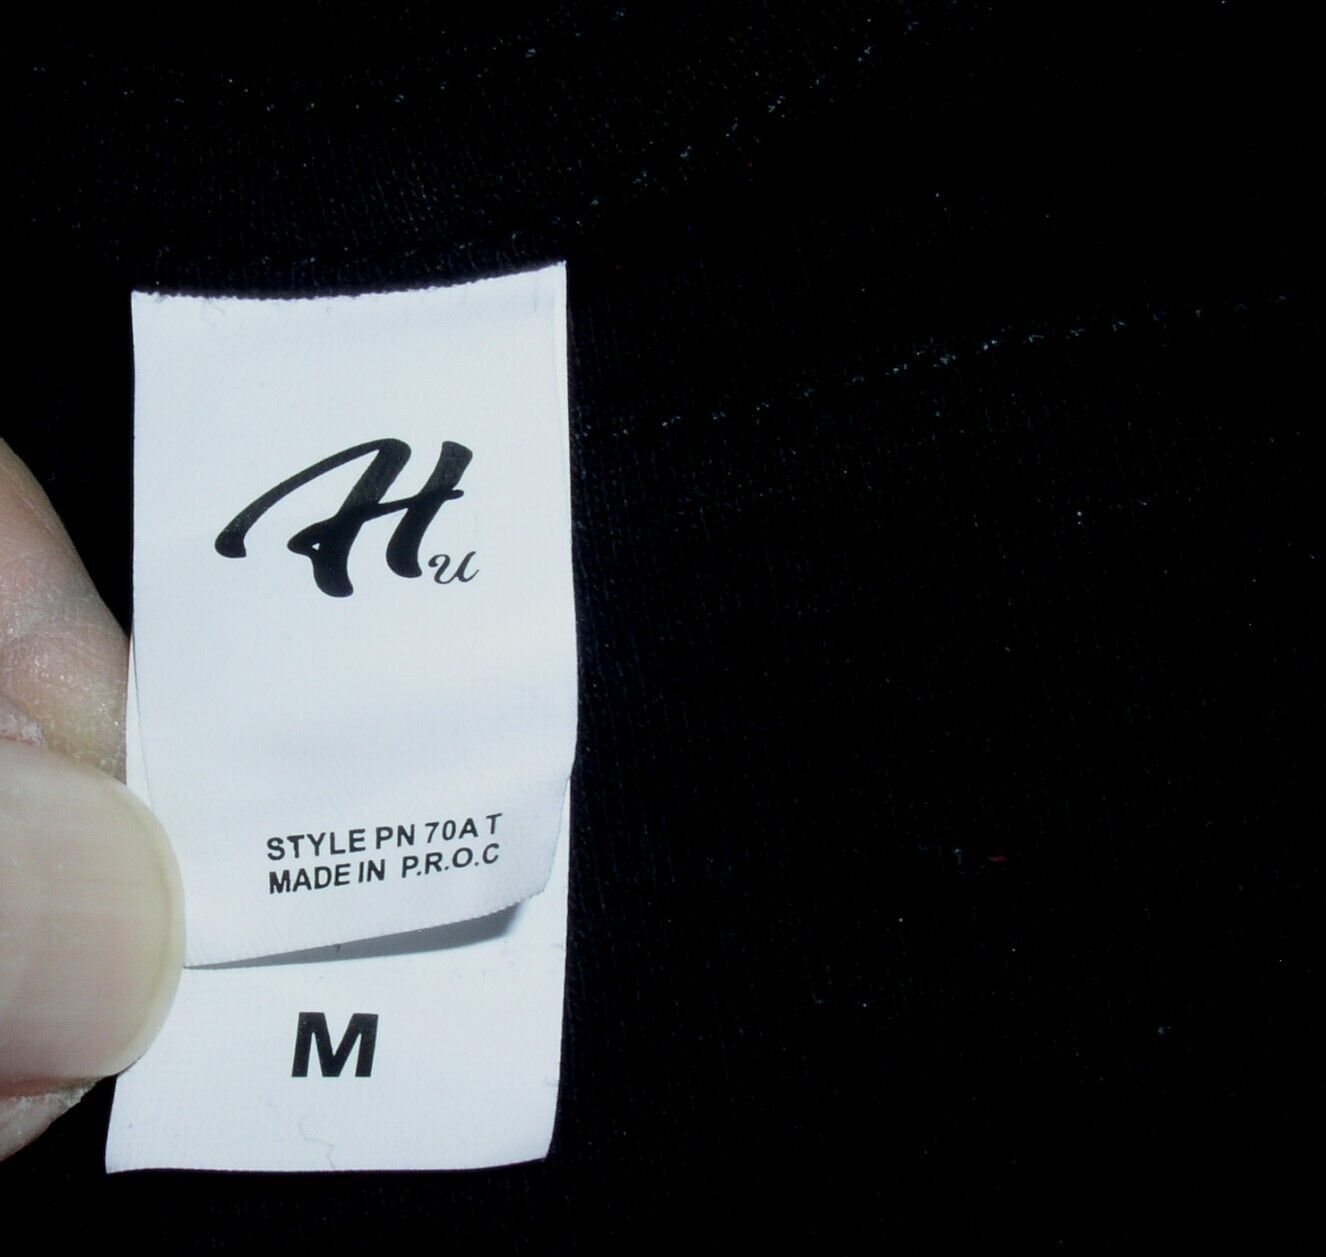 Hu
STYLE PN 70A T
MADE IN P.R.O.C
M